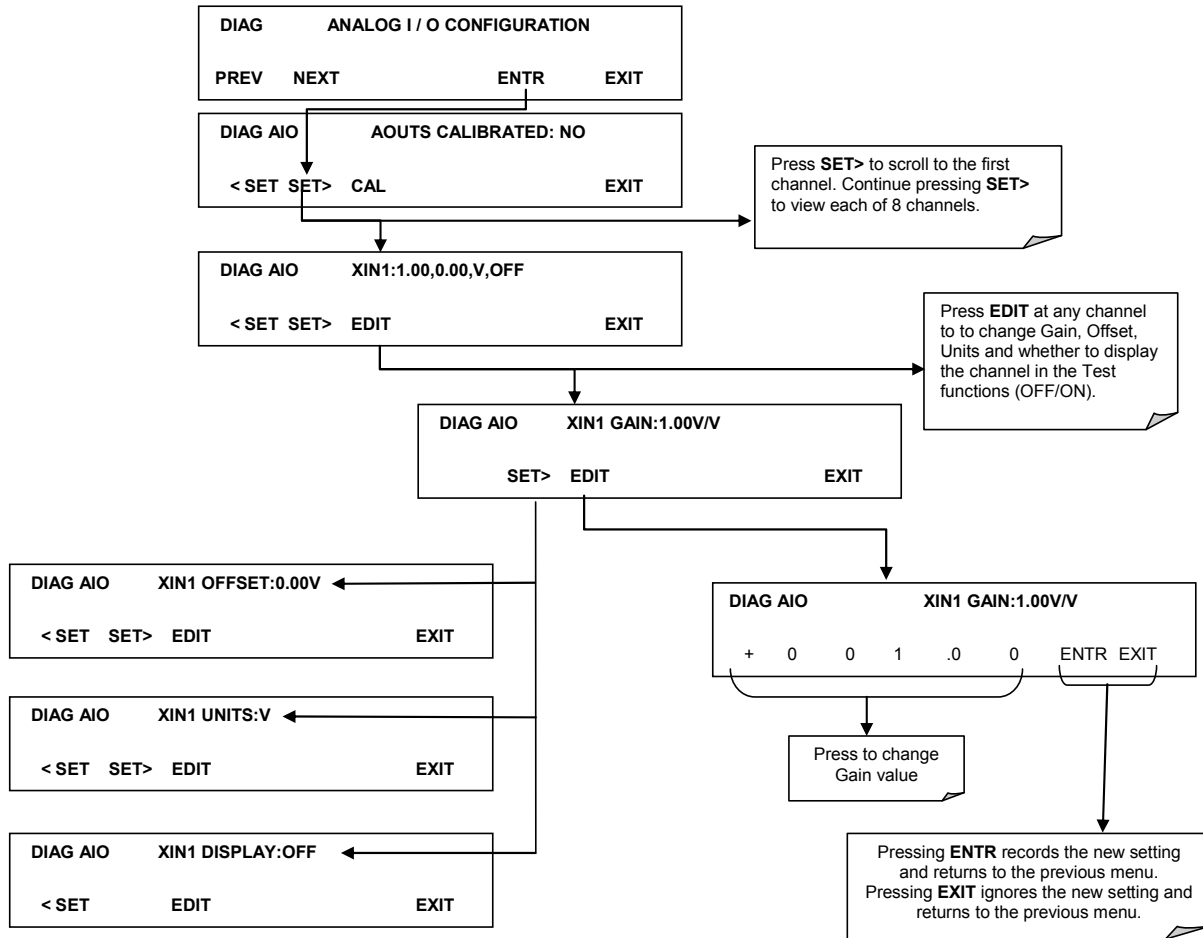 DIAG ANALOG I / O CONFIGURATION
PREV NEXT ENTR EXIT
DIAG AIO AOUTS CALIBRATED: NO
< SET SET> CAL EXIT
Press SET> to scroll to the first
channel. Continue pressing SET>
to view each of 8 channels.
DIAG AIO XIN1:1.00,0.00,V,OFF
< SET SET> EDIT EXIT
Press EDIT at any channel
to to change Gain, Offset,
Units and whether to display
the channel in the Test
functions (OFF/ON).
DIAG AIO XIN1 GAIN:1.00V/V
SET> EDIT EXIT
DIAG AIO XIN1 OFFSET:0.00V
< SET SET> EDIT EXIT
DIAG AIO XIN1 GAIN:1.00V/V
+ 0 0 1 .0 0 ENTR EXIT
DIAG AIO XIN1 UNITS:V
< SET SET> EDIT EXIT
Press to change
Gain value
DIAG AIO XIN1 DISPLAY:OFF
< SET EDIT EXIT
Pressing ENTR records the new setting
and returns to the previous menu.
Pressing EXIT ignores the new setting and
returns to the previous menu.